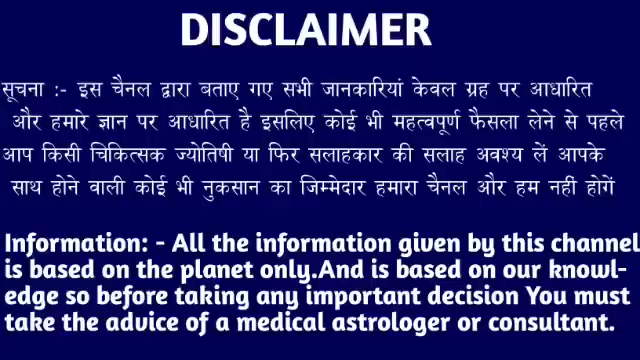 DISCLAIMER
सूचना :- इस चैनल द्वारा बताए गए सभी जानकारियां केवल ग्रह पर आधारित
और हमारे ज्ञान पर आधारित है इसलिए कोई भी महत्वपूर्ण फैसला लेने से पहले
आप किसी चिकित्सक ज्योतिषी या फिर सलाहकार की सलाह अवश्य लें आपके
साथ होने वाली कोई भी नुकसान का जिम्मेदार हमारा चैनल और हम नहीं होगें
Information: - All the information given by this channel
is based on the planet only.And is based on our knowl-
edge so before taking any important decision You must
take the advice of a medical astrologer or consultant.